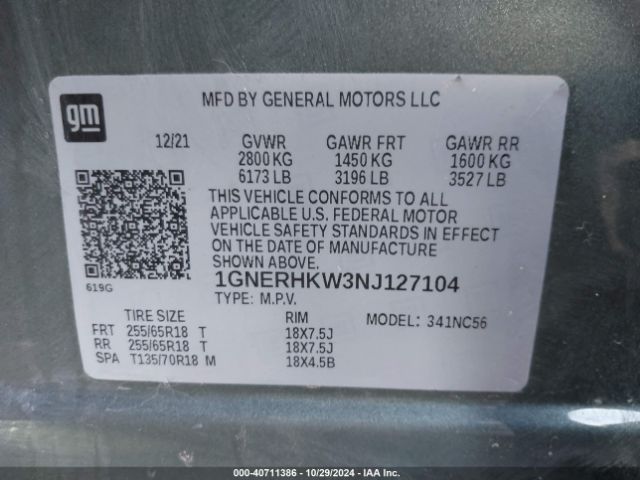 gm
MFD BY GENERAL MOTORS LLC
12/21 GVWR GAWR FRT GAWR RR
2800 KG 1450 KG 1600 KG
6173 LB 3196 LB 3527 LB
THIS VEHICLE CONFORMS TO ALL
APPLICABLE U.S. FEDERAL MOTOR
VEHICLE SAFETY STANDARDS IN EFFECT
ON THE DATE OF MANUFACTURE
SHOWN ABOVE.
619G
1GNERHKW3NJ127104
TYPE: M.P.V.
TIRE SIZE RIM MODEL: 341NC56
FRT 255/65R18 T 18X7.5J
RR 255/65R18 T 18X7.5J
SPA T135/70R18 M 18X4.5B
000-40711386 - 10/29/2024 - IAA Inc.